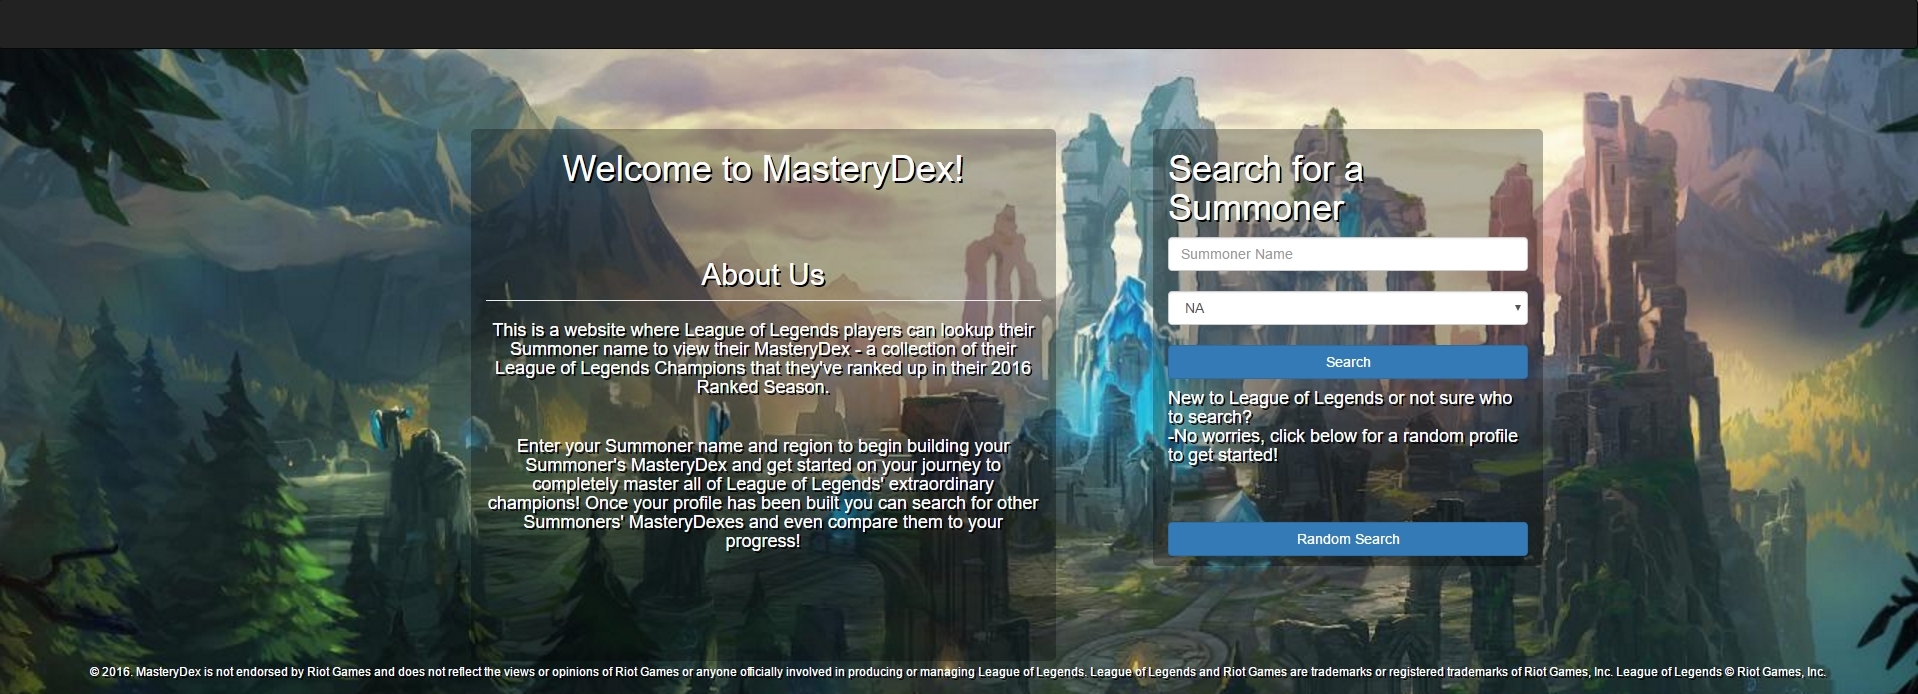 Welcome to MasteryDex!
About Us
This is a website where League of Legends players can lookup their
Summoner name to view their MasteryDex - a collection of their
League of Legends Champions that they've ranked up in their 2016
Ranked Season.
Enter your Summoner name and region to begin building your
Summoner's MasteryDex and get started on your journey to
completely master all of League of Legends' extraordinary
champions! Once your profile has been built you can search for other
Summoners' MasteryDexes and even compare them to your
progress!
Search for a
Summoner
Summoner Name
NA
Search
New to League of Legends or not sure who
to search?
-No worries, click below for a random profile
to get started!
Random Search
© 2016. MasteryDex is not endorsed by Riot Games and does not reflect the views or opinions of Riot Games or anyone officially involved in producing or managing League of Legends. League of Legends and Riot Games are trademarks or registered trademarks of Riot Games, Inc. League of Legends © Riot Games, Inc.